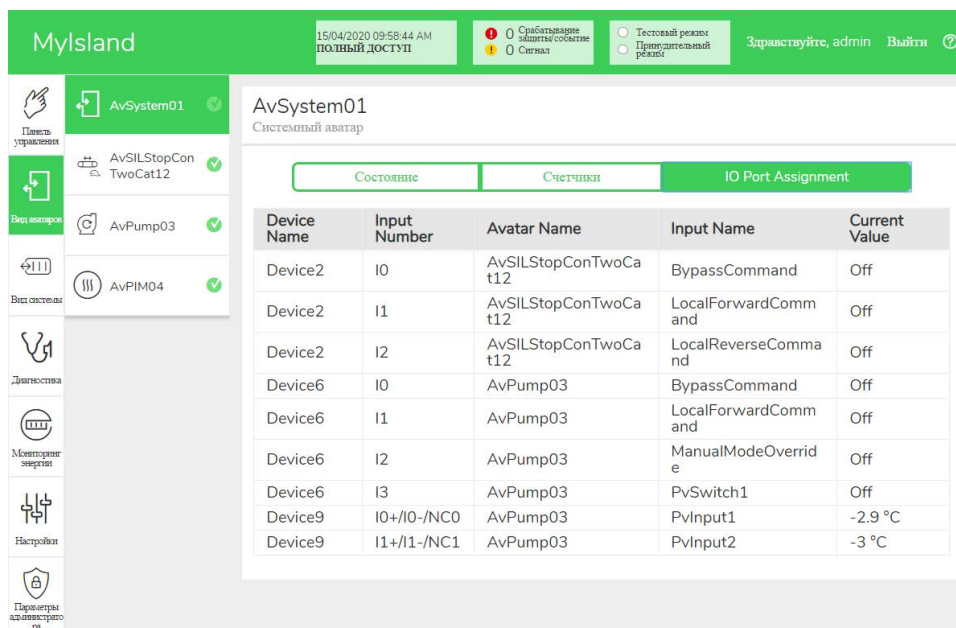 MyIsland
15/04/2020 09:58:44 AM
ПОЛНЫЙ ДОСТУП
0 Срабатывание защиты/событие
0 Сигнал
Тестовый режим
Принудительный режим
Здравствуйте, admin Выйти
Панель
управления
Вид аватаров
Вид системы
Диагностика
Мониторинг
энергии
Настройки
Параметры
администрато
ра
AvSystem01
AvSILStopCon
TwoCat12
AvPump03
AvPIM04
AvSystem01
Системный аватар
Состояние Счетчики IO Port Assignment
Device Name Input Number Avatar Name Input Name Current Value
Device2 I0 AvSILStopConTwoCa
t12 BypassCommand Off
Device2 I1 AvSILStopConTwoCa
t12 LocalForwardComm
and Off
Device2 I2 AvSILStopConTwoCa
t12 LocalReverseComma
nd Off
Device6 I0 AvPump03 BypassCommand Off
Device6 I1 AvPump03 LocalForwardComm
and Off
Device6 I2 AvPump03 ManualModeOverrid
e Off
Device6 I3 AvPump03 PvSwitch1 Off
Device9 I0+/I0-/NC0 AvPump03 PvInput1 -2.9 °C
Device9 I1+/I1-/NC1 AvPump03 PvInput2 -3 °C